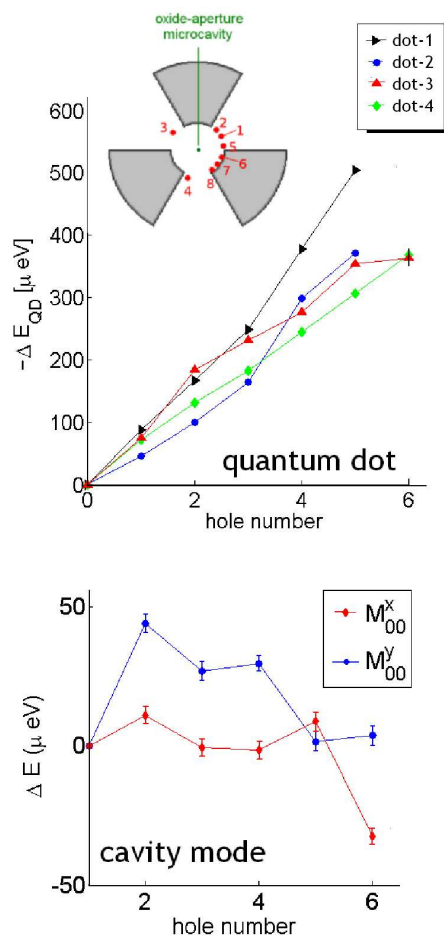 oxide-aperture
microcavity
dot-1
dot-2
dot-3
dot-4
3
2
1
5
6
7
8
4
600
500
400
300
200
100
0
-Δ E_QD [μ eV]
quantum dot
0
2
4
6
hole number
50
0
-50
Δ E (μ eV)
M^x_00
M^y_00
cavity mode
2
4
6
hole number